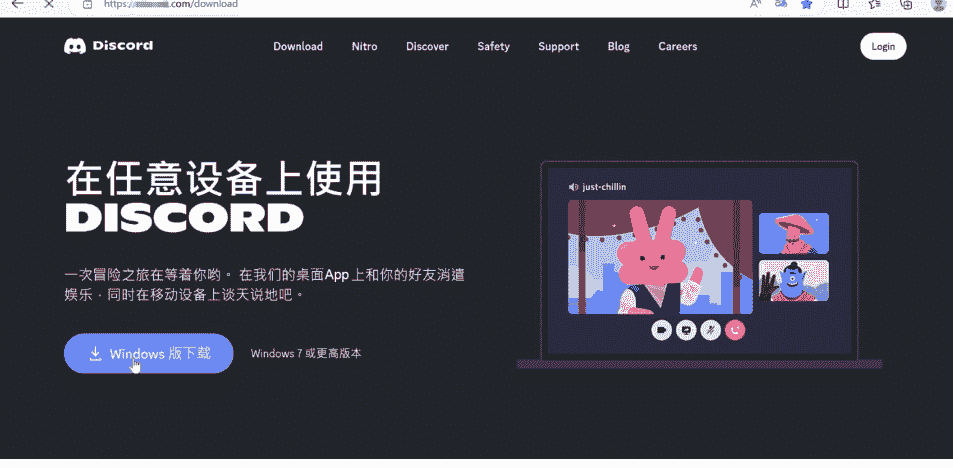 .com/download
Discord
Download Nitro Discover Safety Support Blog Careers Login
在任意设备上使用
DISCORD
一次冒险之旅在等着你哟。 在我们的桌面App 上和你的好友消遣
娱乐，同时在移动设备上谈天说地吧。
Windows 版下载 Windows 7 或更高版本
just-chillin